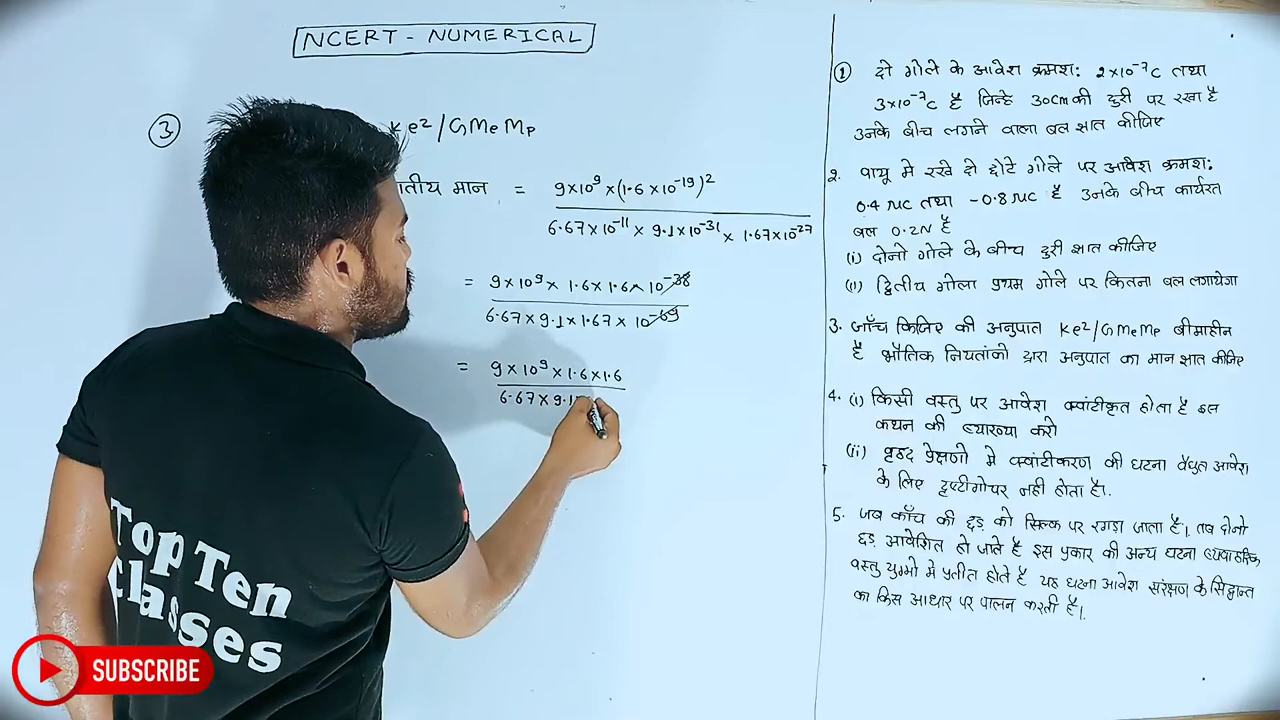 NCERT - NUMERICAL
③ Ke²/GMeMp
तीय मान = 9×10⁹×(1.6×10⁻¹⁹)²
6.67×10⁻¹¹ × 9.1×10⁻³¹ × 1.67×10⁻²⁷
= 9×10⁹×1.6×1.6×10⁻³⁸
6.67×9.1×1.67×10⁻⁶⁹
= 9×10⁹×1.6×1.6
6.67×9.1
① दो गोले के आवेश क्रमश: 2×10⁻⁷C तथा
3×10⁻⁷C है जिन्हे 30cm की दुरी पर रखा है
उनके बीच लगने वाला बल ज्ञात कीजिए
2. वायू मे रखे दो छोटे गोले पर आवेश क्रमश:
0.4 μC तथा -0.8 μC है उनके बीच कार्यरत
बल 0.2N है
(i) दोनो गोले के बीच दुरी ज्ञात कीजिए
(ii) द्वितीय गोला प्रथम गोले पर कितना बल लगायेगा
3. जाँच किजिए की अनुपात Ke²/GMeMp बीमाहीन
है भौतिक नियतांको द्वारा अनुपात का मान ज्ञात कीजिए
4. (i) किसी वस्तु पर आवेश क्वांटीकृत होता है इस
कथन की व्याख्या करो
(ii) वृहद प्रेक्षणो मे क्वांटीकरण की घटना वैधुत आवेश
के लिए दृष्टीगोचर नही होता है।
5. जब काँच की छड़ को सिल्क पर रगड़ा जाता है। तब दोनो
छड़ आवेशित हो जाते है इस प्रकार की अन्य घटना
वस्तु युग्मो मे प्रतीत होते है यह घटना आवेश संरक्षण के सिद्धान्त
का किस आधार पर पालन करती है।
Top Ten
Classes
SUBSCRIBE